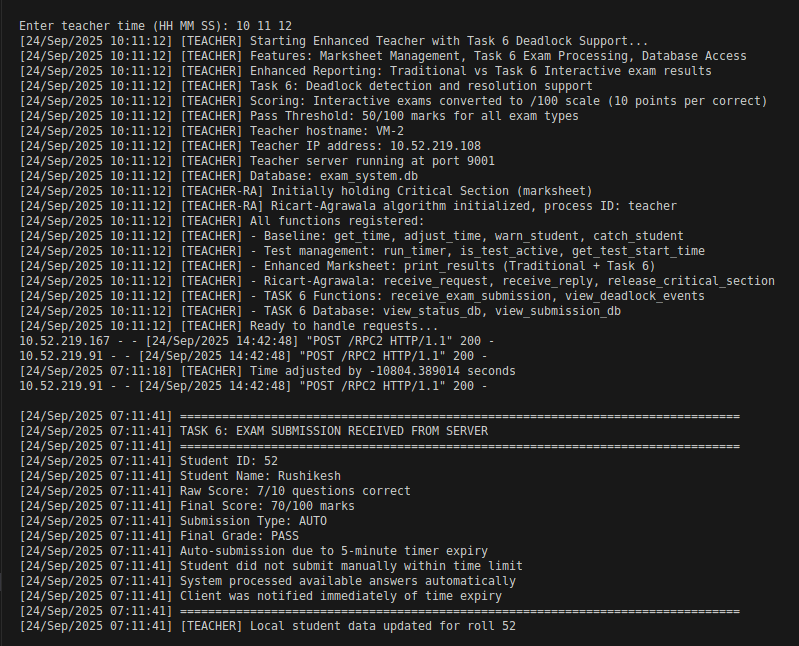 Enter teacher time (HH MM SS): 10 11 12
[24/Sep/2025 10:11:12] [TEACHER] Starting Enhanced Teacher with Task 6 Deadlock Support...
[24/Sep/2025 10:11:12] [TEACHER] Features: Marksheet Management, Task 6 Exam Processing, Database Access
[24/Sep/2025 10:11:12] [TEACHER] Enhanced Reporting: Traditional vs Task 6 Interactive exam results
[24/Sep/2025 10:11:12] [TEACHER] Task 6: Deadlock detection and resolution support
[24/Sep/2025 10:11:12] [TEACHER] Scoring: Interactive exams converted to /100 scale (10 points per correct)
[24/Sep/2025 10:11:12] [TEACHER] Pass Threshold: 50/100 marks for all exam types
[24/Sep/2025 10:11:12] [TEACHER] Teacher hostname: VM-2
[24/Sep/2025 10:11:12] [TEACHER] Teacher IP address: 10.52.219.108
[24/Sep/2025 10:11:12] [TEACHER] Teacher server running at port 9001
[24/Sep/2025 10:11:12] [TEACHER] Database: exam_system.db
[24/Sep/2025 10:11:12] [TEACHER-RA] Initially holding Critical Section (marksheet)
[24/Sep/2025 10:11:12] [TEACHER-RA] Ricart-Agrawala algorithm initialized, process ID: teacher
[24/Sep/2025 10:11:12] [TEACHER] All functions registered:
[24/Sep/2025 10:11:12] [TEACHER] - Baseline: get_time, adjust_time, warn_student, catch_student
[24/Sep/2025 10:11:12] [TEACHER] - Test management: run_timer, is_test_active, get_test_start_time
[24/Sep/2025 10:11:12] [TEACHER] - Enhanced Marksheet: print_results (Traditional + Task 6)
[24/Sep/2025 10:11:12] [TEACHER] - Ricart-Agrawala: receive_request, receive_reply, release_critical_section
[24/Sep/2025 10:11:12] [TEACHER] - TASK 6 Functions: receive_exam_submission, view_deadlock_events
[24/Sep/2025 10:11:12] [TEACHER] - TASK 6 Database: view_status_db, view_submission_db
[24/Sep/2025 10:11:12] [TEACHER] Ready to handle requests...
10.52.219.167 - - [24/Sep/2025 14:42:48] "POST /RPC2 HTTP/1.1" 200 -
10.52.219.91 - - [24/Sep/2025 14:42:48] "POST /RPC2 HTTP/1.1" 200 -
[24/Sep/2025 07:11:18] [TEACHER] Time adjusted by -10804.389014 seconds
10.52.219.91 - - [24/Sep/2025 14:42:48] "POST /RPC2 HTTP/1.1" 200 -
[24/Sep/2025 07:11:41] ================================================================================
[24/Sep/2025 07:11:41] TASK 6: EXAM SUBMISSION RECEIVED FROM SERVER
[24/Sep/2025 07:11:41] ================================================================================
[24/Sep/2025 07:11:41] Student ID: 52
[24/Sep/2025 07:11:41] Student Name: Rushikesh
[24/Sep/2025 07:11:41] Raw Score: 7/10 questions correct
[24/Sep/2025 07:11:41] Final Score: 70/100 marks
[24/Sep/2025 07:11:41] Submission Type: AUTO
[24/Sep/2025 07:11:41] Final Grade: PASS
[24/Sep/2025 07:11:41] Auto-submission due to 5-minute timer expiry
[24/Sep/2025 07:11:41] Student did not submit manually within time limit
[24/Sep/2025 07:11:41] System processed available answers automatically
[24/Sep/2025 07:11:41] Client was notified immediately of time expiry
[24/Sep/2025 07:11:41] ================================================================================
[24/Sep/2025 07:11:41] [TEACHER] Local student data updated for roll 52